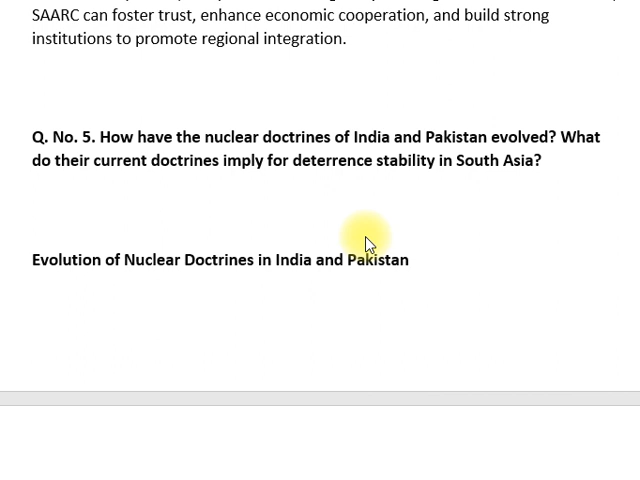 SAARC can foster trust, enhance economic cooperation, and build strong
institutions to promote regional integration.
Q. No. 5. How have the nuclear doctrines of India and Pakistan evolved? What
do their current doctrines imply for deterrence stability in South Asia?
Evolution of Nuclear Doctrines in India and Pakistan